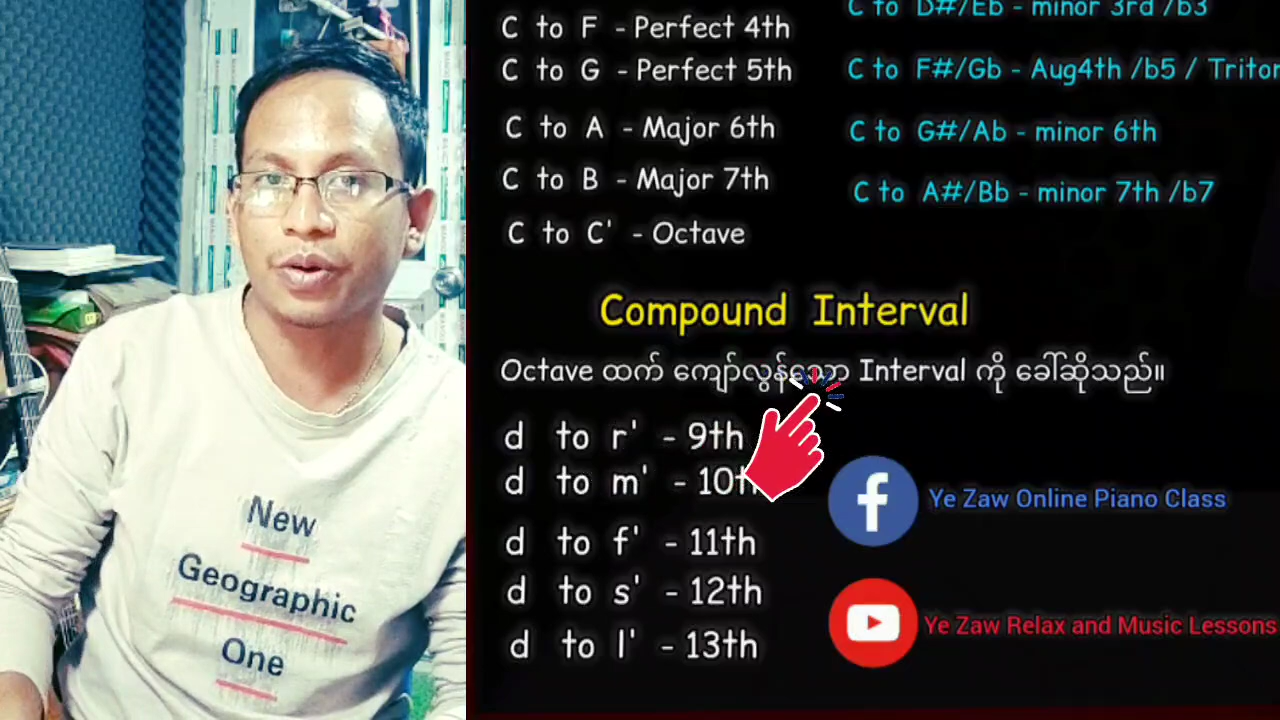 C to F - Perfect 4th
C to G - Perfect 5th
C to A - Major 6th
C to B - Major 7th
C to C' - Octave
C to D#/Eb - minor 3rd /b3
C to F#/Gb - Aug4th /b5 / Triton
C to G#/Ab - minor 6th
C to A#/Bb - minor 7th /b7
Compound Interval
Octave ထက် ကျော်လွန်သော Interval ကို ခေါ်ဆိုသည်။
d to r' - 9th
d to m' - 10th
d to f' - 11th
d to s' - 12th
d to l' - 13th
Ye Zaw Online Piano Class
Ye Zaw Relax and Music Lessons
New
Geographic
One